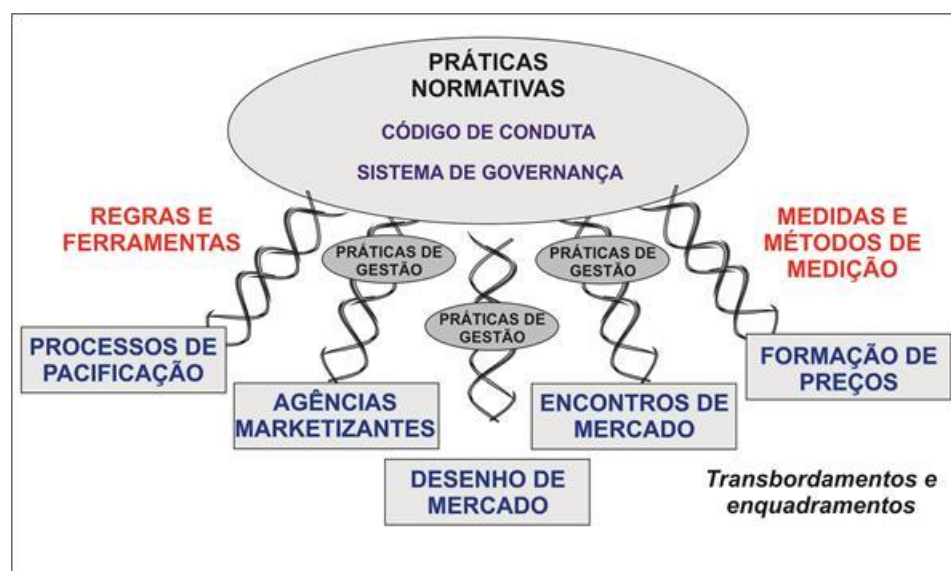 PRÁTICAS
NORMATIVAS
CÓDIGO DE CONDUTA
SISTEMA DE GOVERNANÇA
REGRAS E
FERRAMENTAS
MEDIDAS E
MÉTODOS DE
MEDIÇÃO
PRÁTICAS DE
GESTÃO
PRÁTICAS DE
GESTÃO
PRÁTICAS DE
GESTÃO
PROCESSOS DE
PACIFICAÇÃO
FORMAÇÃO DE
PREÇOS
AGÊNCIAS
MARKETIZANTES
ENCONTROS DE
MERCADO
DESENHO DE
MERCADO
Transbordamentos e
enquadramentos